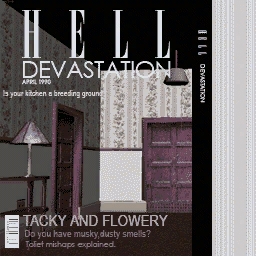 HELL
DEVASTATION
APRIL 1990
Is your kitchen a breeding ground
TACKY AND FLOWERY
Do you have musky,dusty smells?
Toilet mishaps explained.
HELL
DEVASTATION